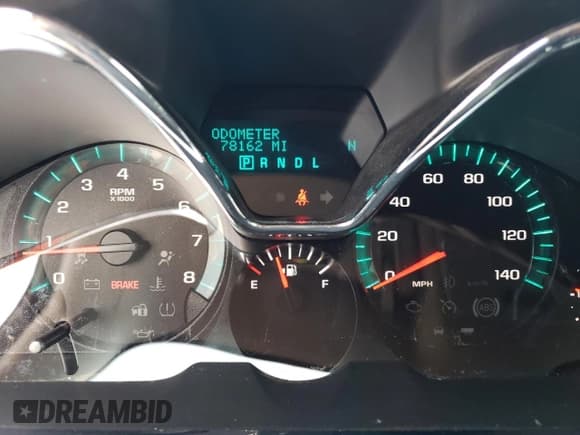 ODOMETER
78162 MI N
P R N D L
0 1 2 3 4 5 6 7 8
RPM
X 1000
BRAKE
E F
0 20 40 60 80 100 120 140
MPH
ABS
DREAMBID